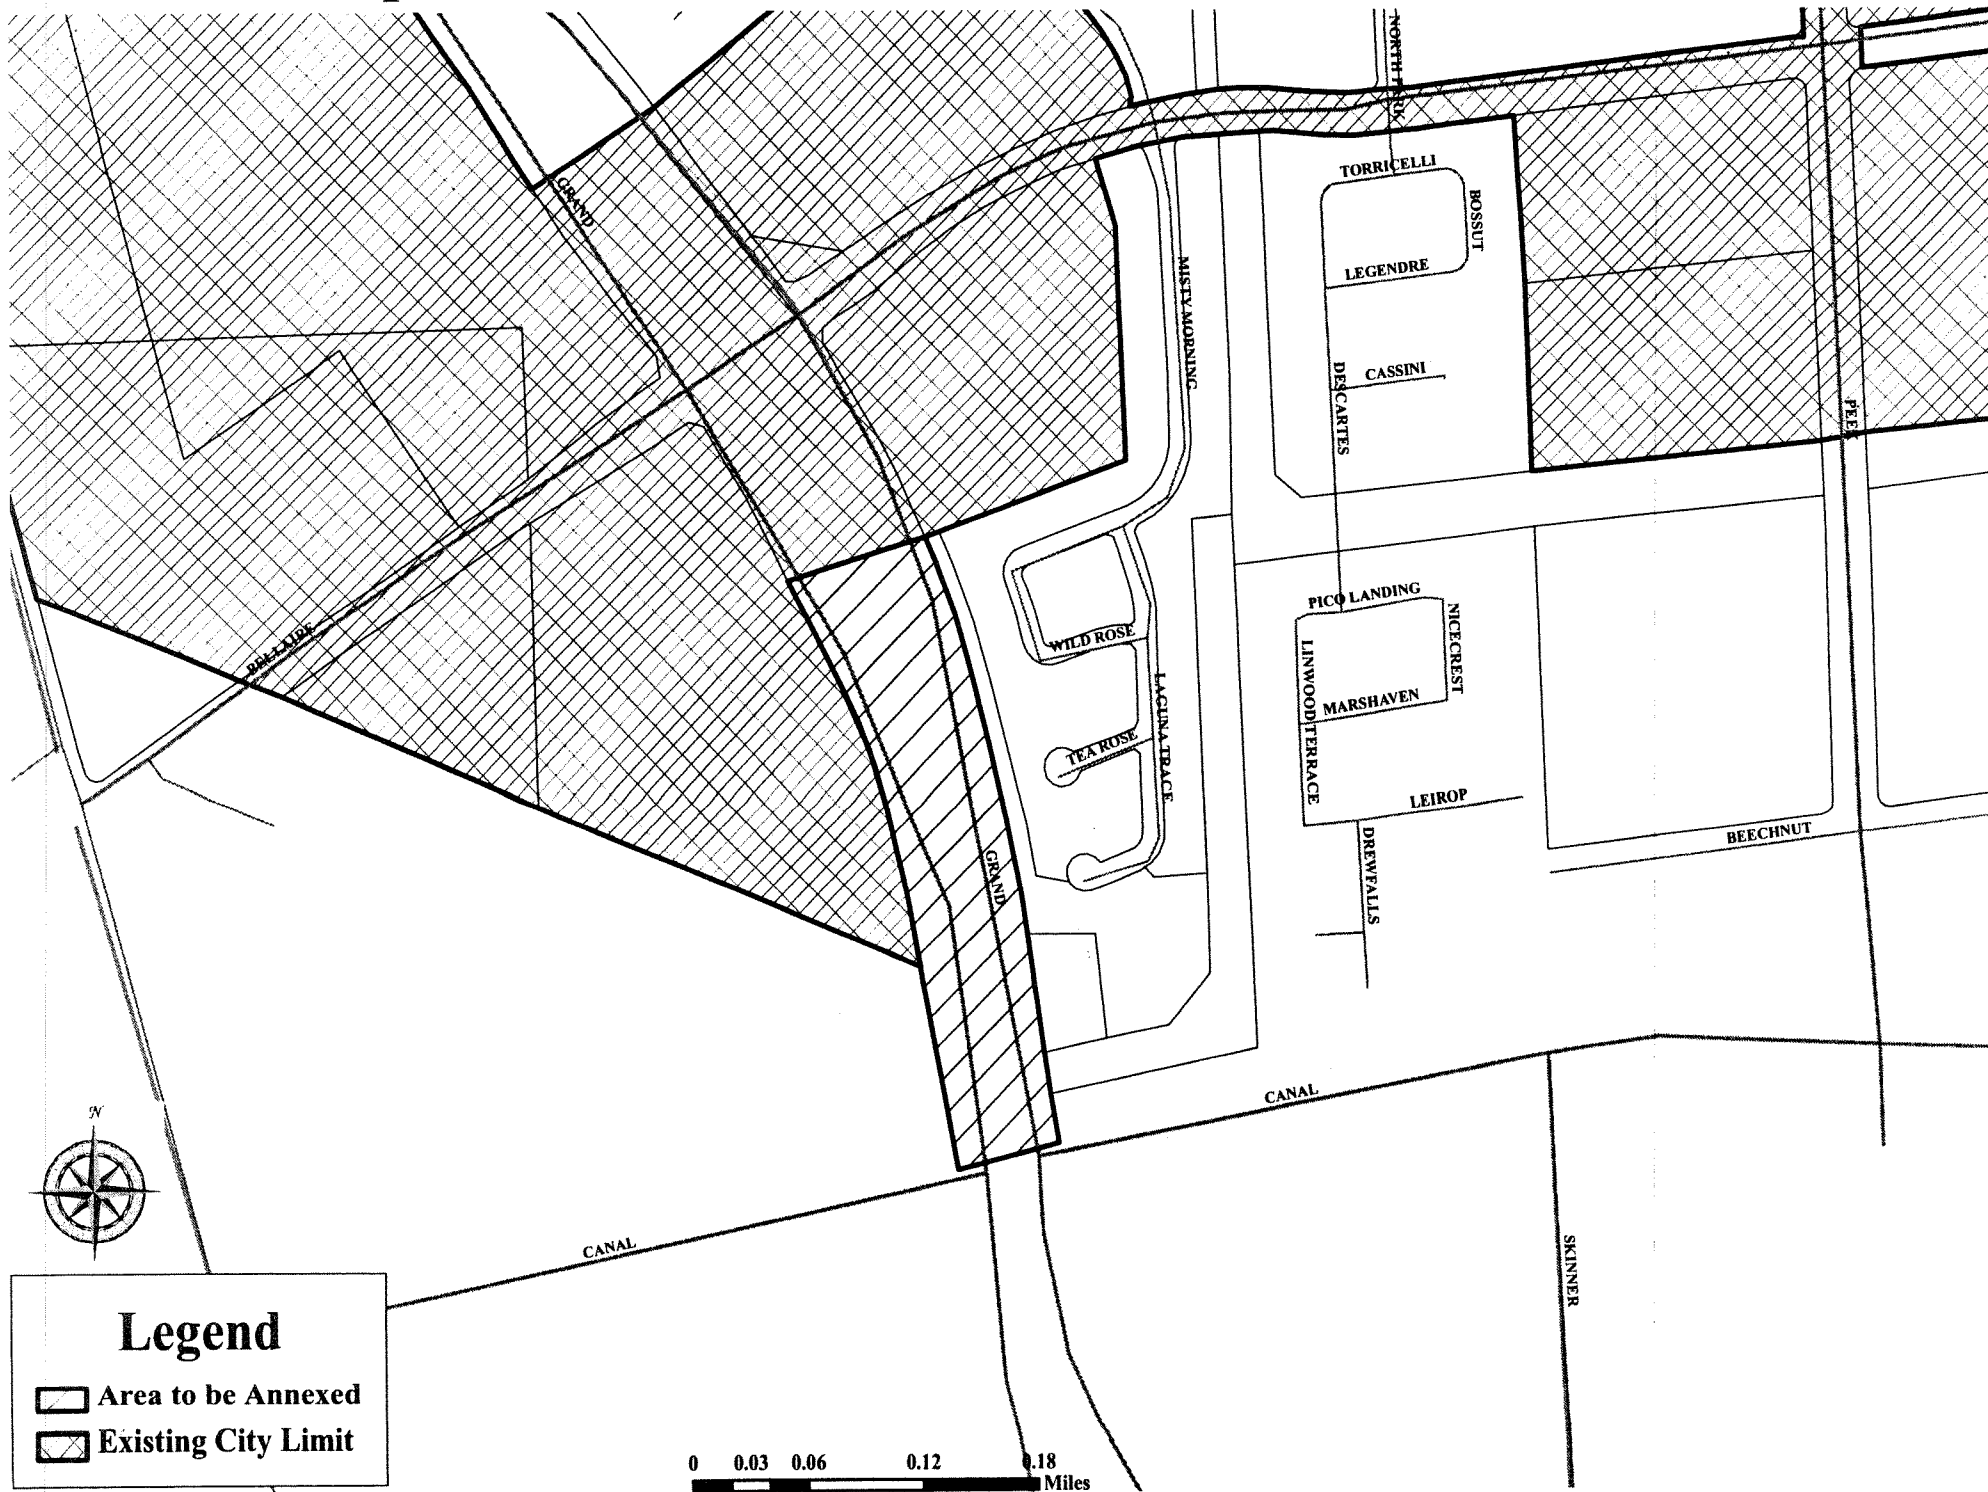 NORTH PARK
TORRICELLI
BOSSUT
GRAND
MISTY MORNING
LEGENDRE
CASSINI
DESCARTES
PEEK
PICO LANDING
NICECREST
WILD ROSE
BELLAIRE
LINWOOD TERRACE
MARSHAVEN
LAGUNA TRACE
TEA ROSE
LEIROP
BEECHNUT
DREWFALLS
GRAND
CANAL
N
CANAL
SKINNER
Legend
Area to be Annexed
Existing City Limit
0 0.03 0.06 0.12 0.18
Miles